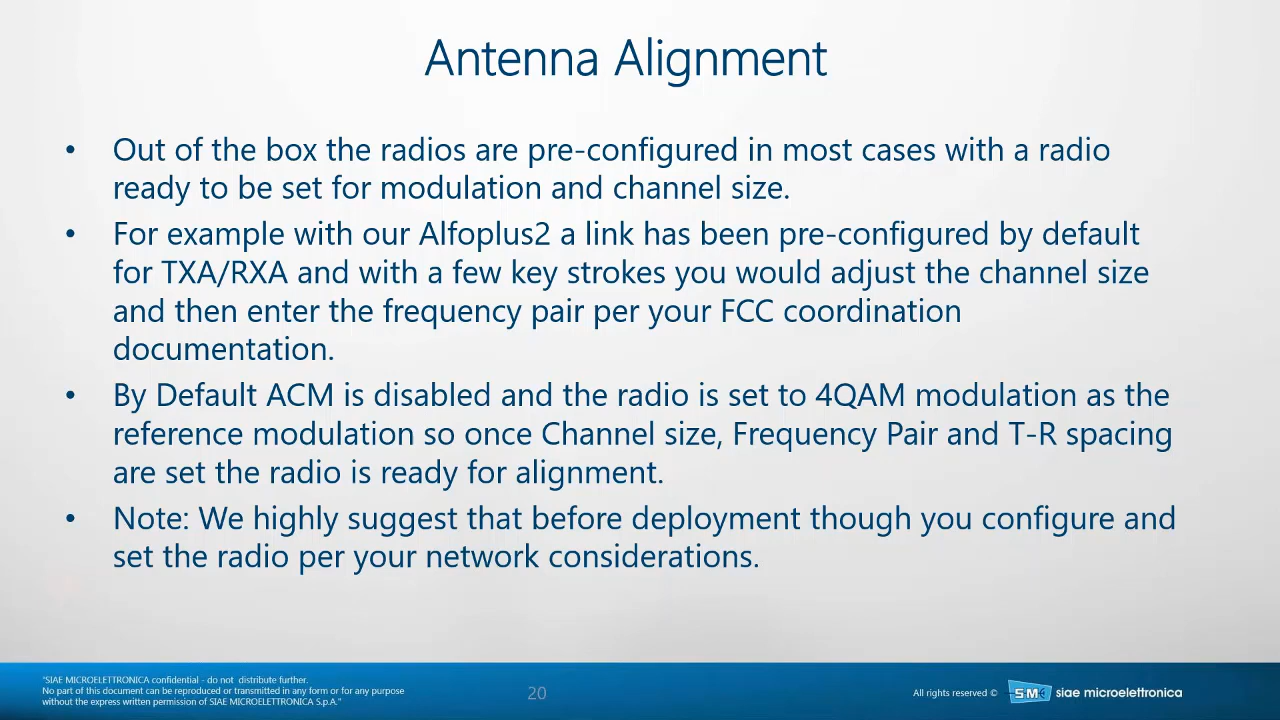 Antenna Alignment
• Out of the box the radios are pre-configured in most cases with a radio
ready to be set for modulation and channel size.
• For example with our Alfoplus2 a link has been pre-configured by default
for TXA/RXA and with a few key strokes you would adjust the channel size
and then enter the frequency pair per your FCC coordination
documentation.
• By Default ACM is disabled and the radio is set to 4QAM modulation as the
reference modulation so once Channel size, Frequency Pair and T-R spacing
are set the radio is ready for alignment.
• Note: We highly suggest that before deployment though you configure and
set the radio per your network considerations.
"SIAE MICROELETTRONICA confidential - do not distribute further.
No part of this document can be reproduced or transmitted in any form or for any purpose
without the express written permission of SIAE MICROELETTRONICA S.p.A."
20
All rights reserved © SM siae microelettronica